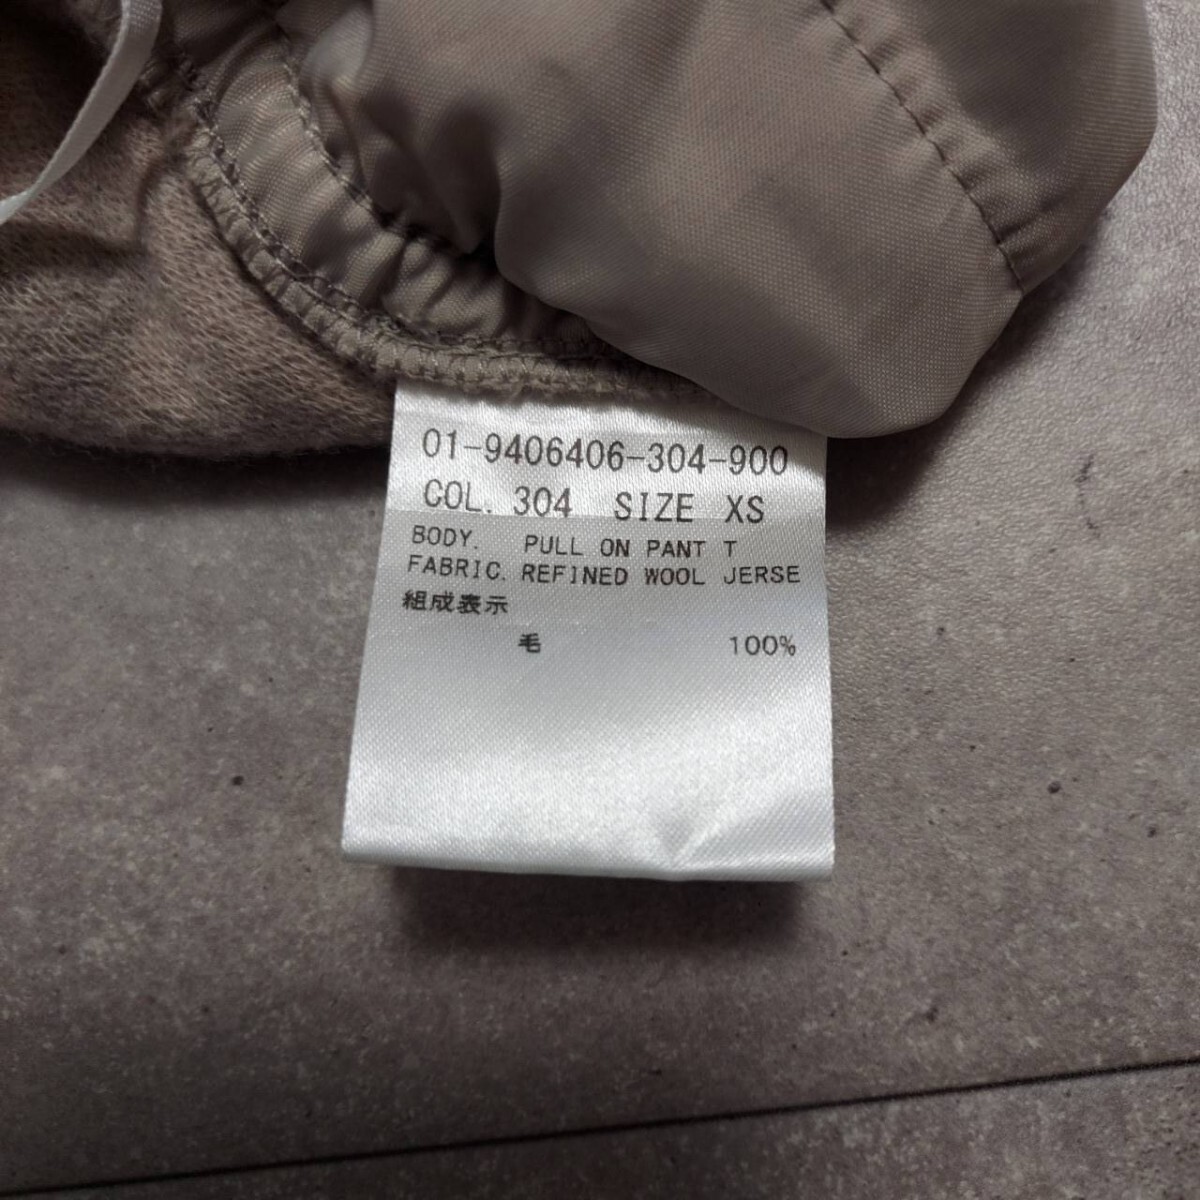 01-9406406-304-900
COL. 304 SIZE XS
BODY. PULL ON PANT T
FABRIC. REFINED WOOL JERSE
組成表示
毛 100%